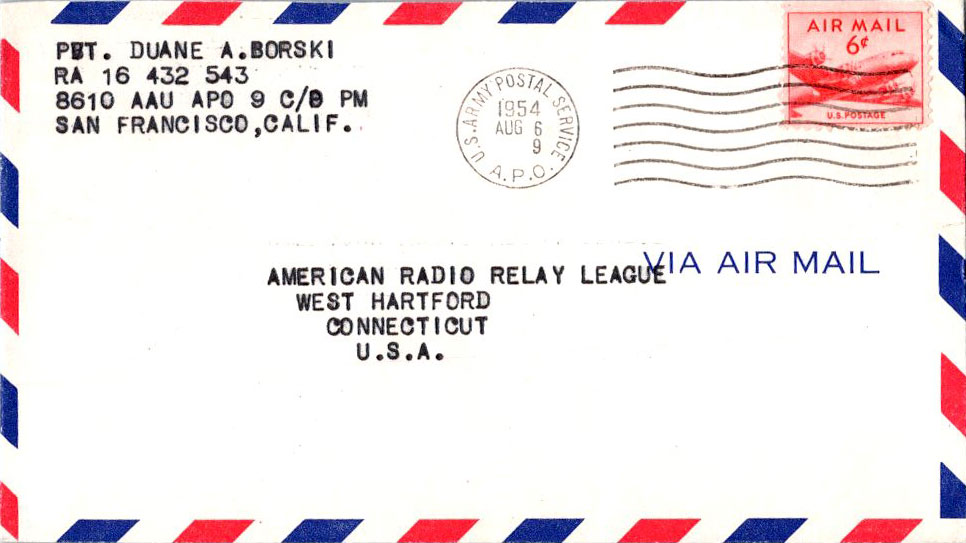 PVT. DUANE A.BORSKI
RA 16 432 543
8610 AAU APO 9 C/O PM
SAN FRANCISCO,CALIF.
U.S. ARMY POSTAL SERVICE
1954
AUG 6
9
A.P.O.
AIR MAIL
6¢
U.S. POSTAGE
VIA AIR MAIL
AMERICAN RADIO RELAY LEAGUE
WEST HARTFORD
CONNECTICUT
U.S.A.